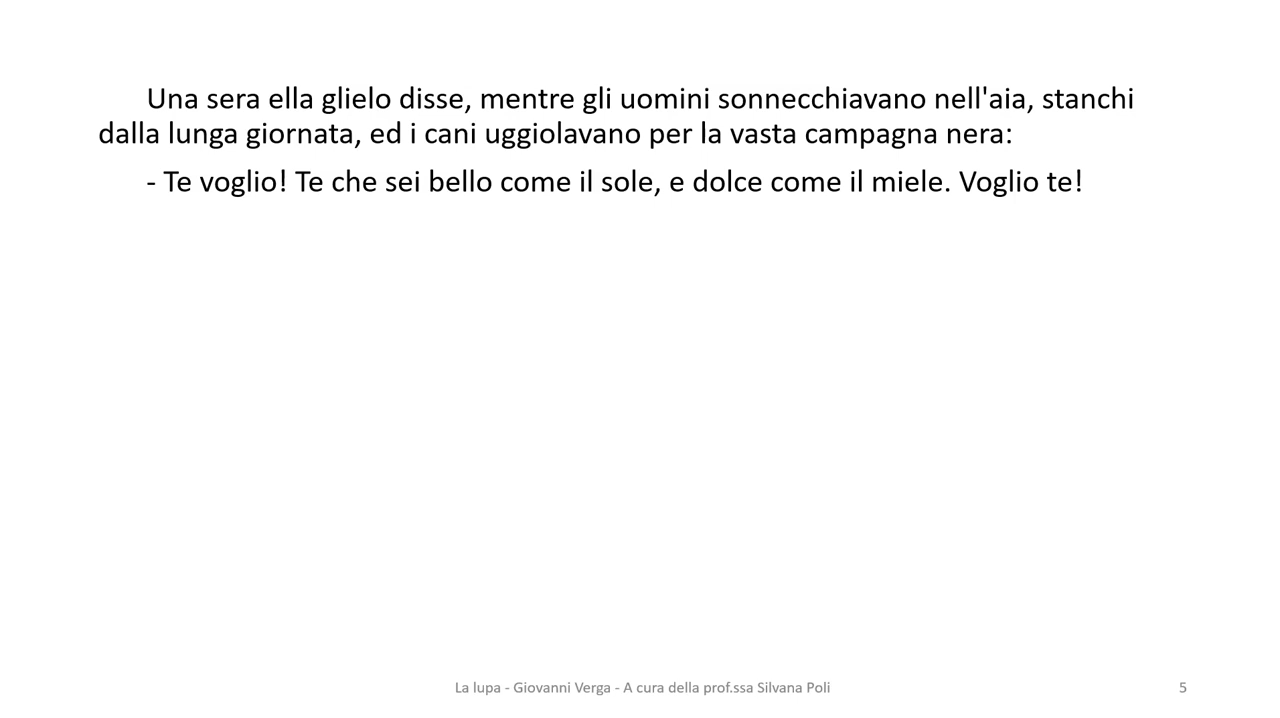 Una sera ella glielo disse, mentre gli uomini sonnecchiavano nell'aia, stanchi
dalla lunga giornata, ed i cani uggiolavano per la vasta campagna nera:
- Te voglio! Te che sei bello come il sole, e dolce come il miele. Voglio te!
La lupa - Giovanni Verga - A cura della prof.ssa Silvana Poli
5